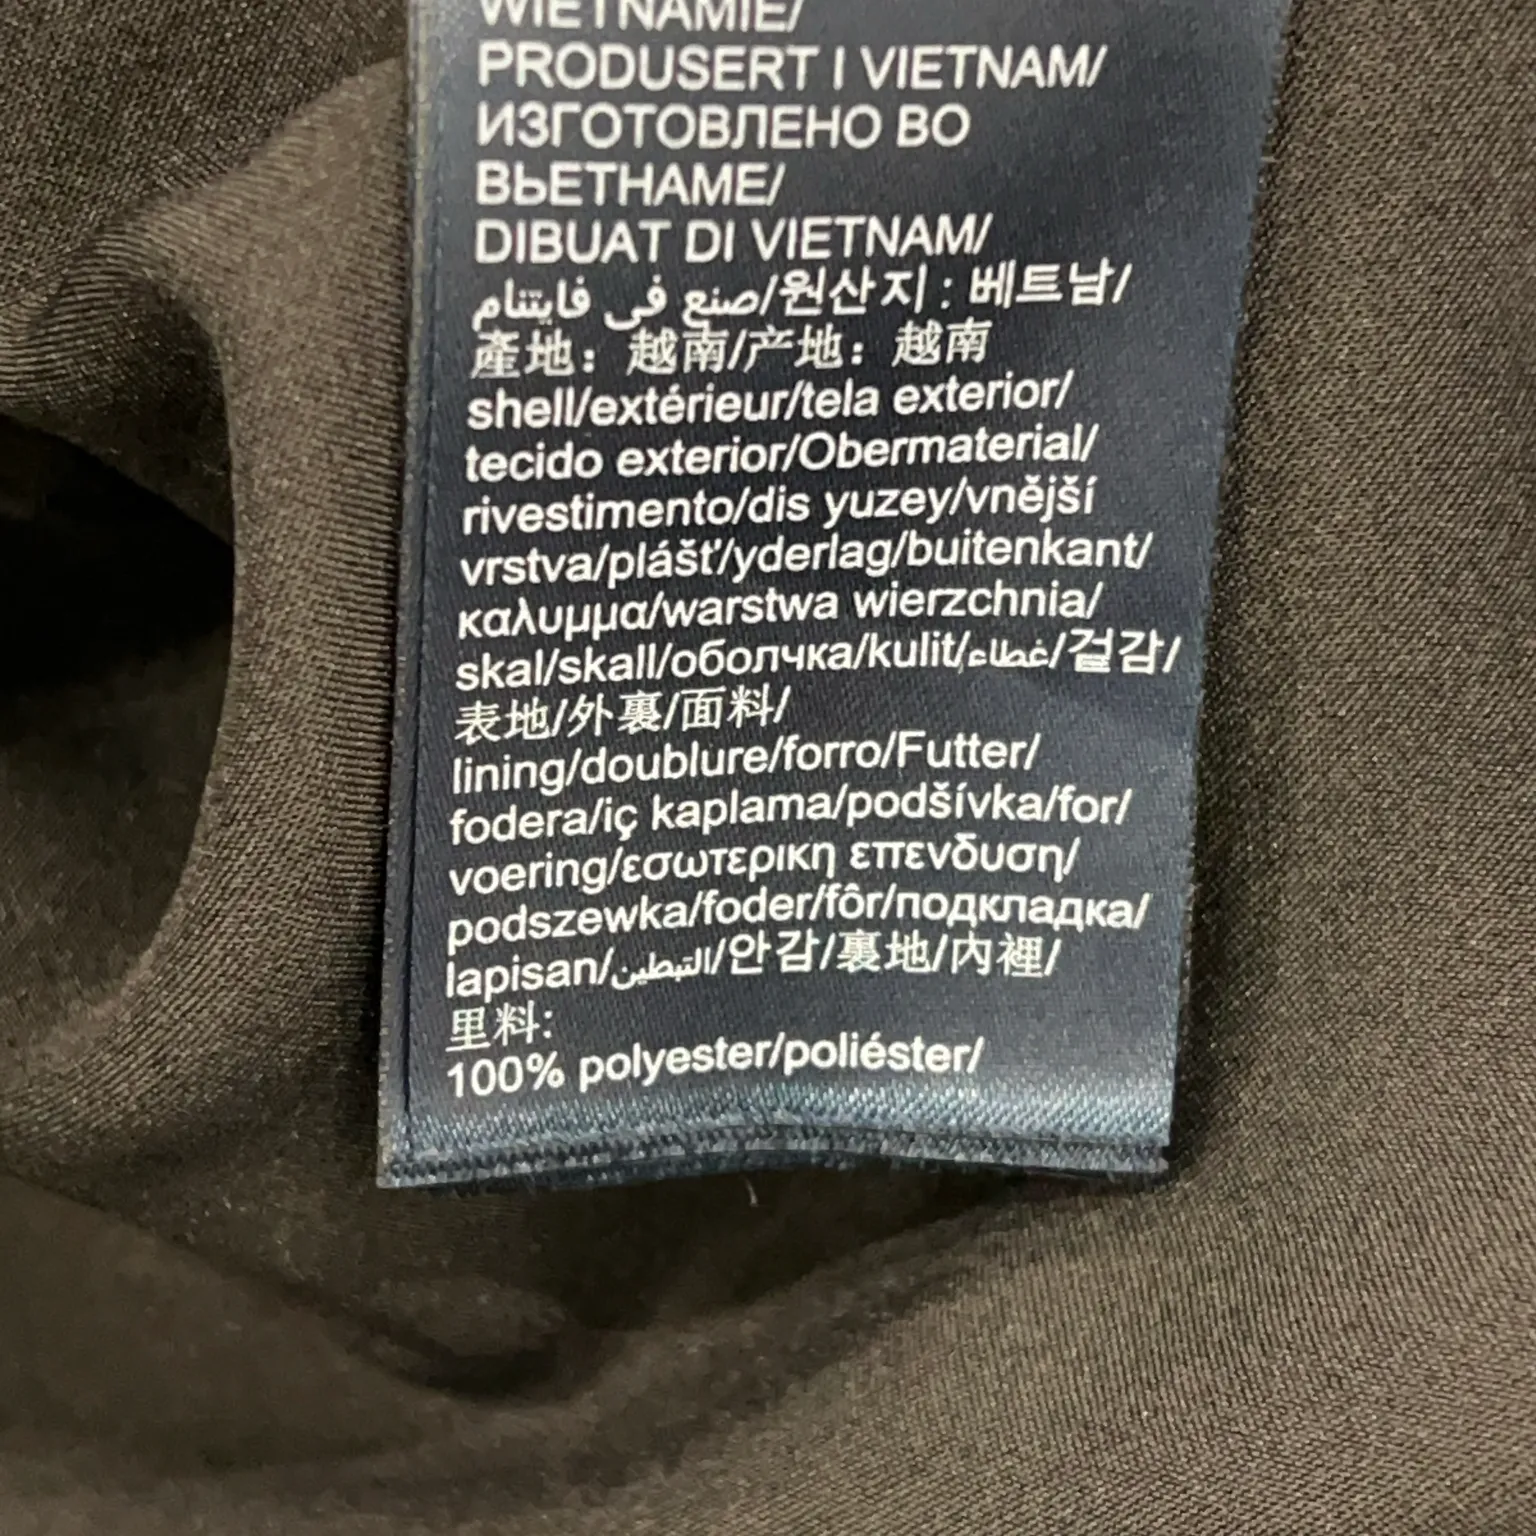 WIETNAMIE/
PRODUSERT I VIETNAM/
ИЗГОТОВЛЕНО ВО
ВЬЕТНАМЕ/
DIBUAT DI VIETNAM/
صنع في فايتنام/원산지 : 베트남/
產地：越南/产地：越南
shell/extérieur/tela exterior/
tecido exterior/Obermaterial/
rivestimento/dis yuzey/vnější
vrstva/plášť/yderlag/buitenkant/
καλυμμα/warstwa wierzchnia/
skal/skall/оболчка/kulit/غطاء/겉감/
表地/外裏/面料/
lining/doublure/forro/Futter/
fodera/iç kaplama/podšívka/for/
voering/εσωτερικη επενδυση/
podszewka/foder/fôr/подкладка/
lapisan/التبطين/안감/裏地/內裡/
里料:
100% polyester/poliéster/